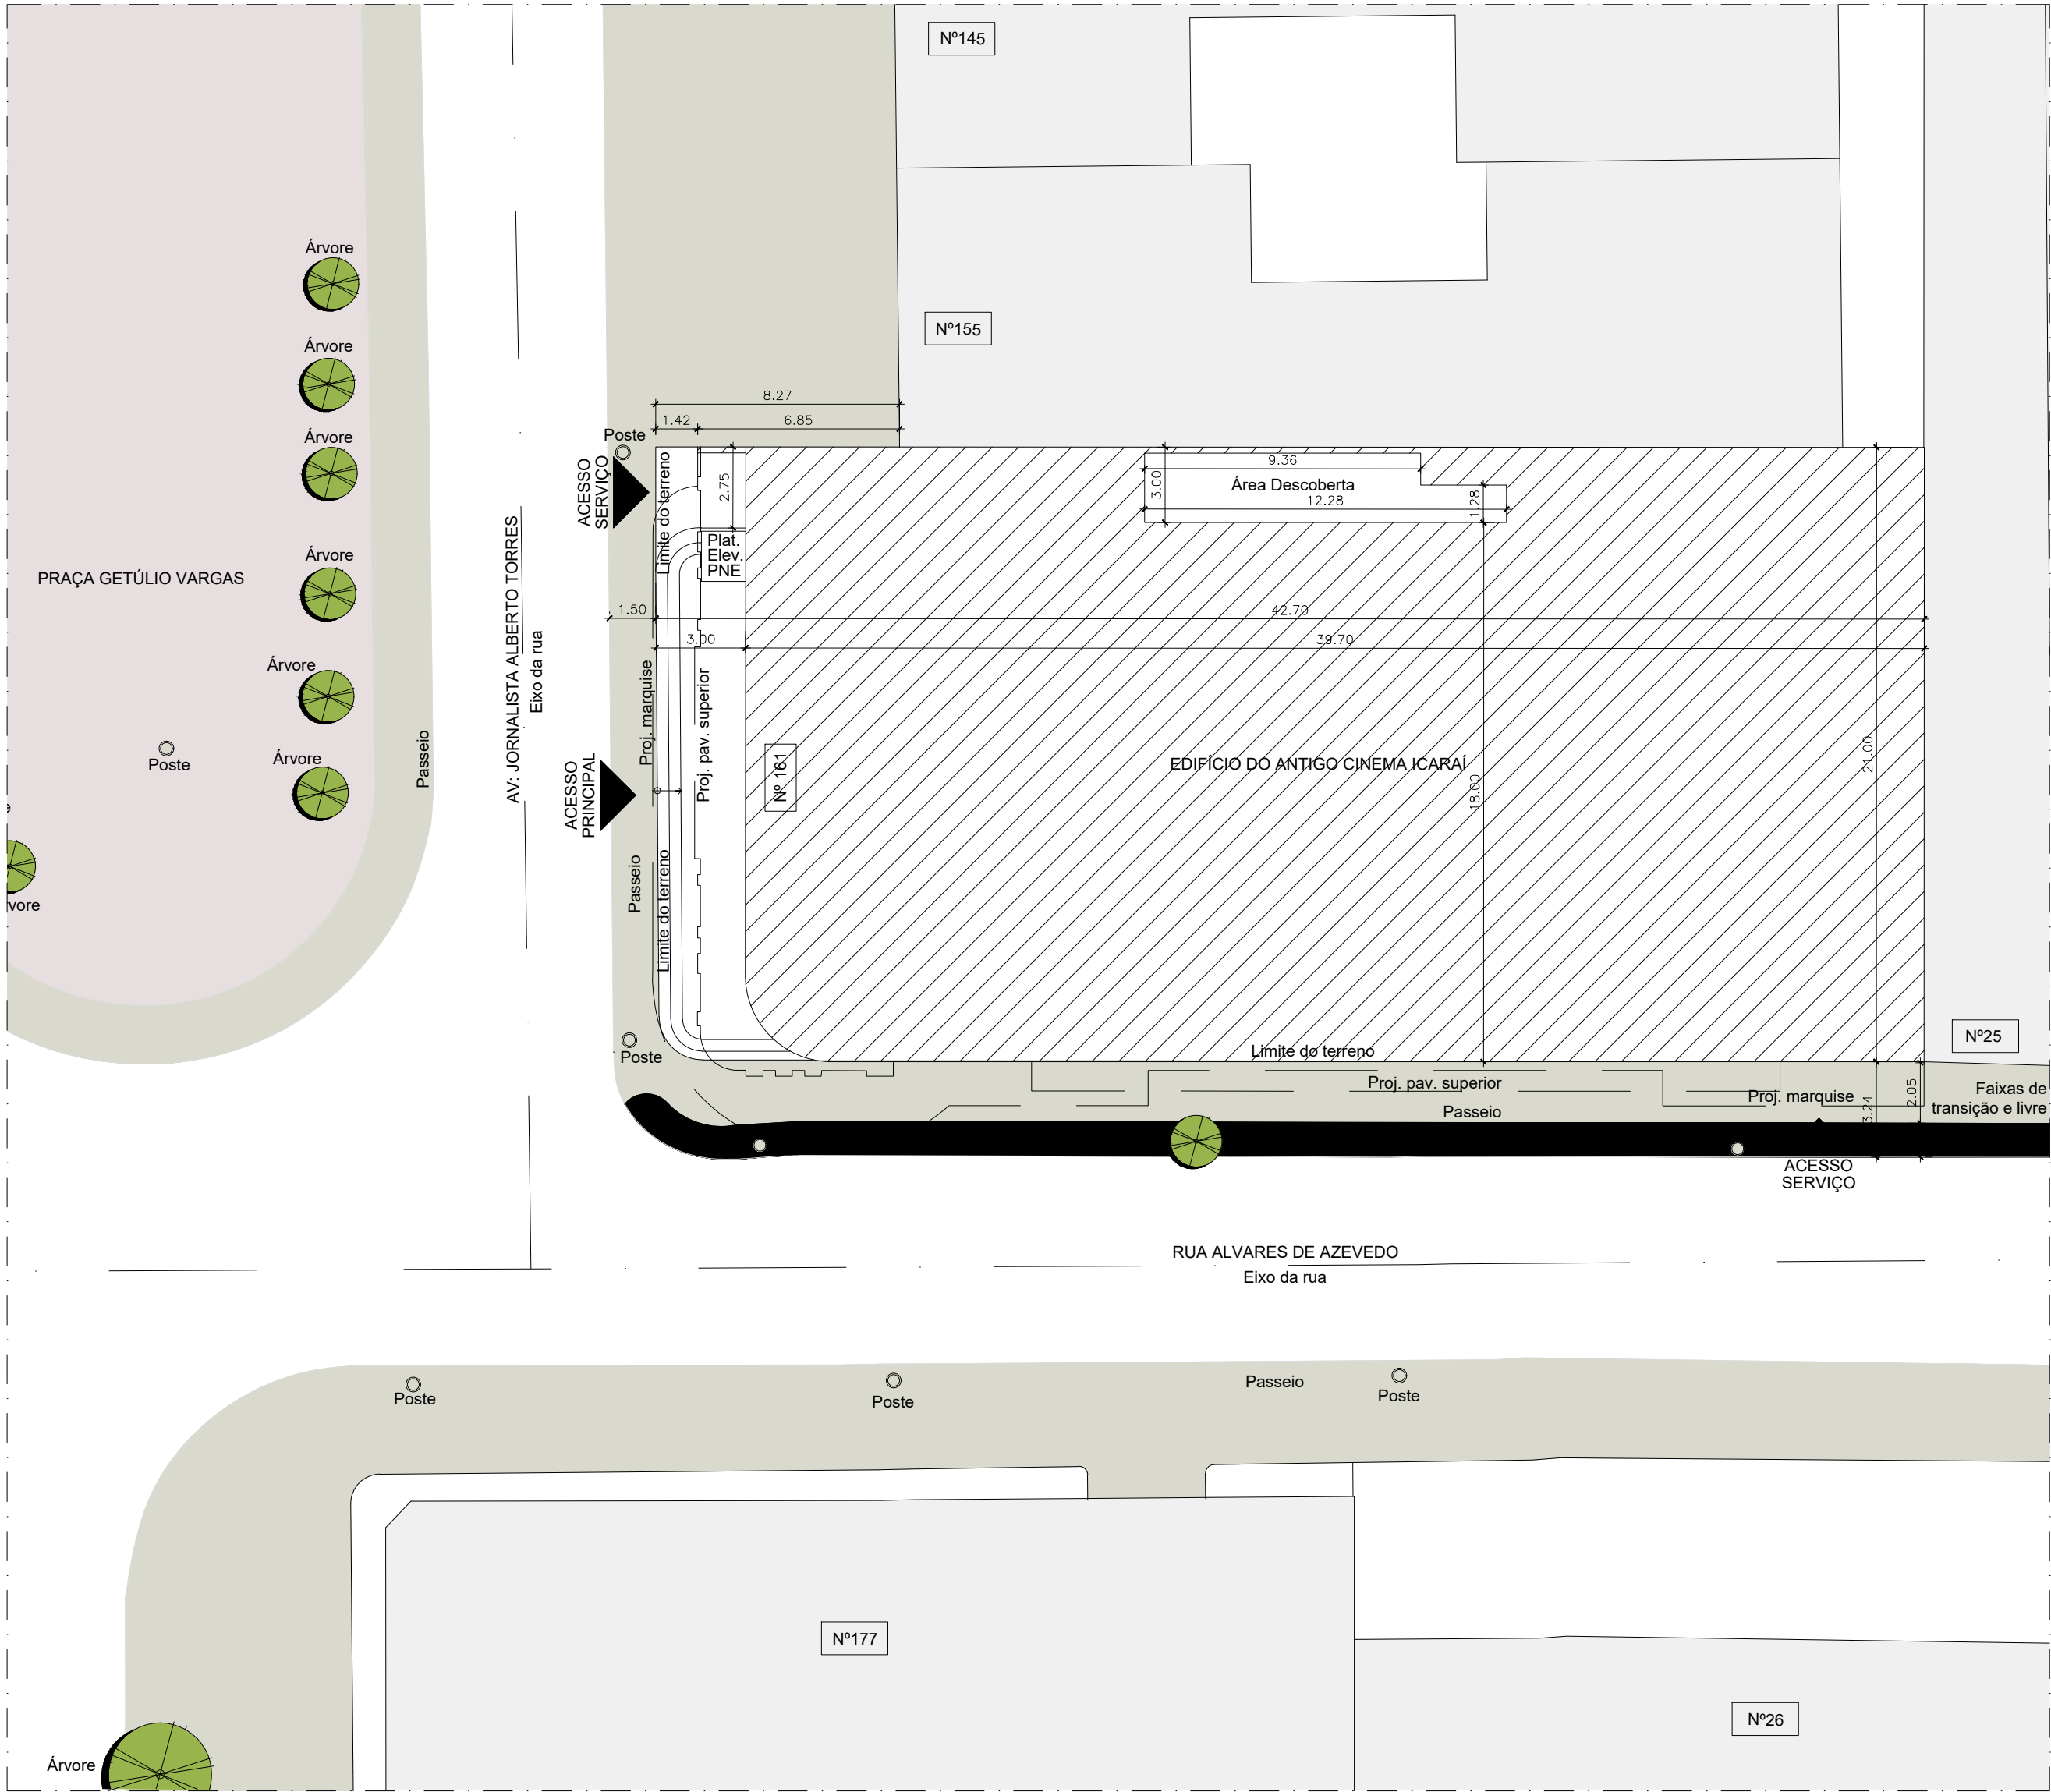 Nº145
Nº155
Árvore
Árvore
Árvore
Árvore
Árvore
Árvore
PRAÇA GETÚLIO VARGAS
Poste
Passeio
vore
AV: JORNALISTA ALBERTO TORRES
Eixo da rua
8.27
1.42
6.85
Poste
ACESSO
SERVIÇO
Limite do terreno
2.75
Plat.
Elev.
PNE
9.36
3.00
Área Descoberta
12.28
1.28
1.50
42.70
3.00
39.70
Proj. marquise
Proj. pav. superior
Nº 161
EDIFÍCIO DO ANTIGO CINEMA ICARAÍ
18.00
21.00
ACESSO
PRINCIPAL
Passeio
Limite do terreno
Poste
Limite do terreno
Nº25
Proj. pav. superior
Passeio
Proj. marquise
3.24
2.05
Faixas de
transição e livre
ACESSO
SERVIÇO
RUA ALVARES DE AZEVEDO
Eixo da rua
Poste
Poste
Passeio
Poste
Nº177
Nº26
Árvore